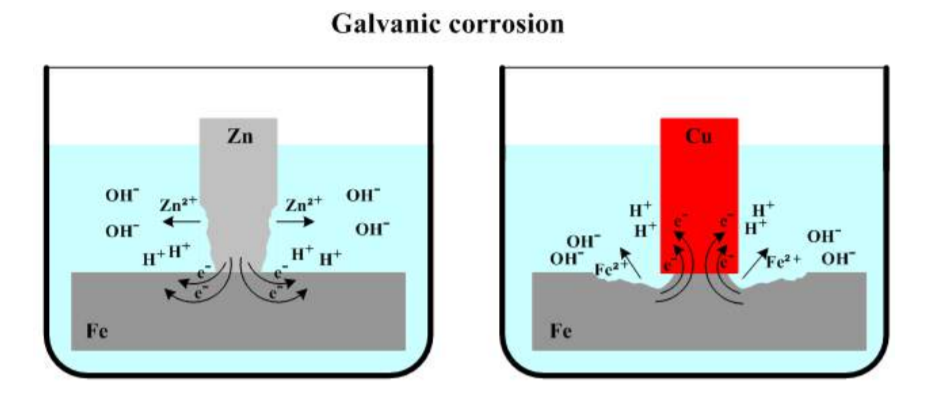 Galvanic corrosion
Zn
OH⁻ Zn²⁺ Zn²⁺ OH⁻
OH⁻ OH⁻
H⁺ H⁺ H⁺ H⁺
e⁻ e⁻
e⁻ e⁻
Fe
Cu
H⁺ e⁻ e⁻ H⁺
H⁺ H⁺
OH⁻ OH⁻
OH⁻ Fe²⁺ e⁻ e⁻ Fe²⁺ OH⁻
Fe